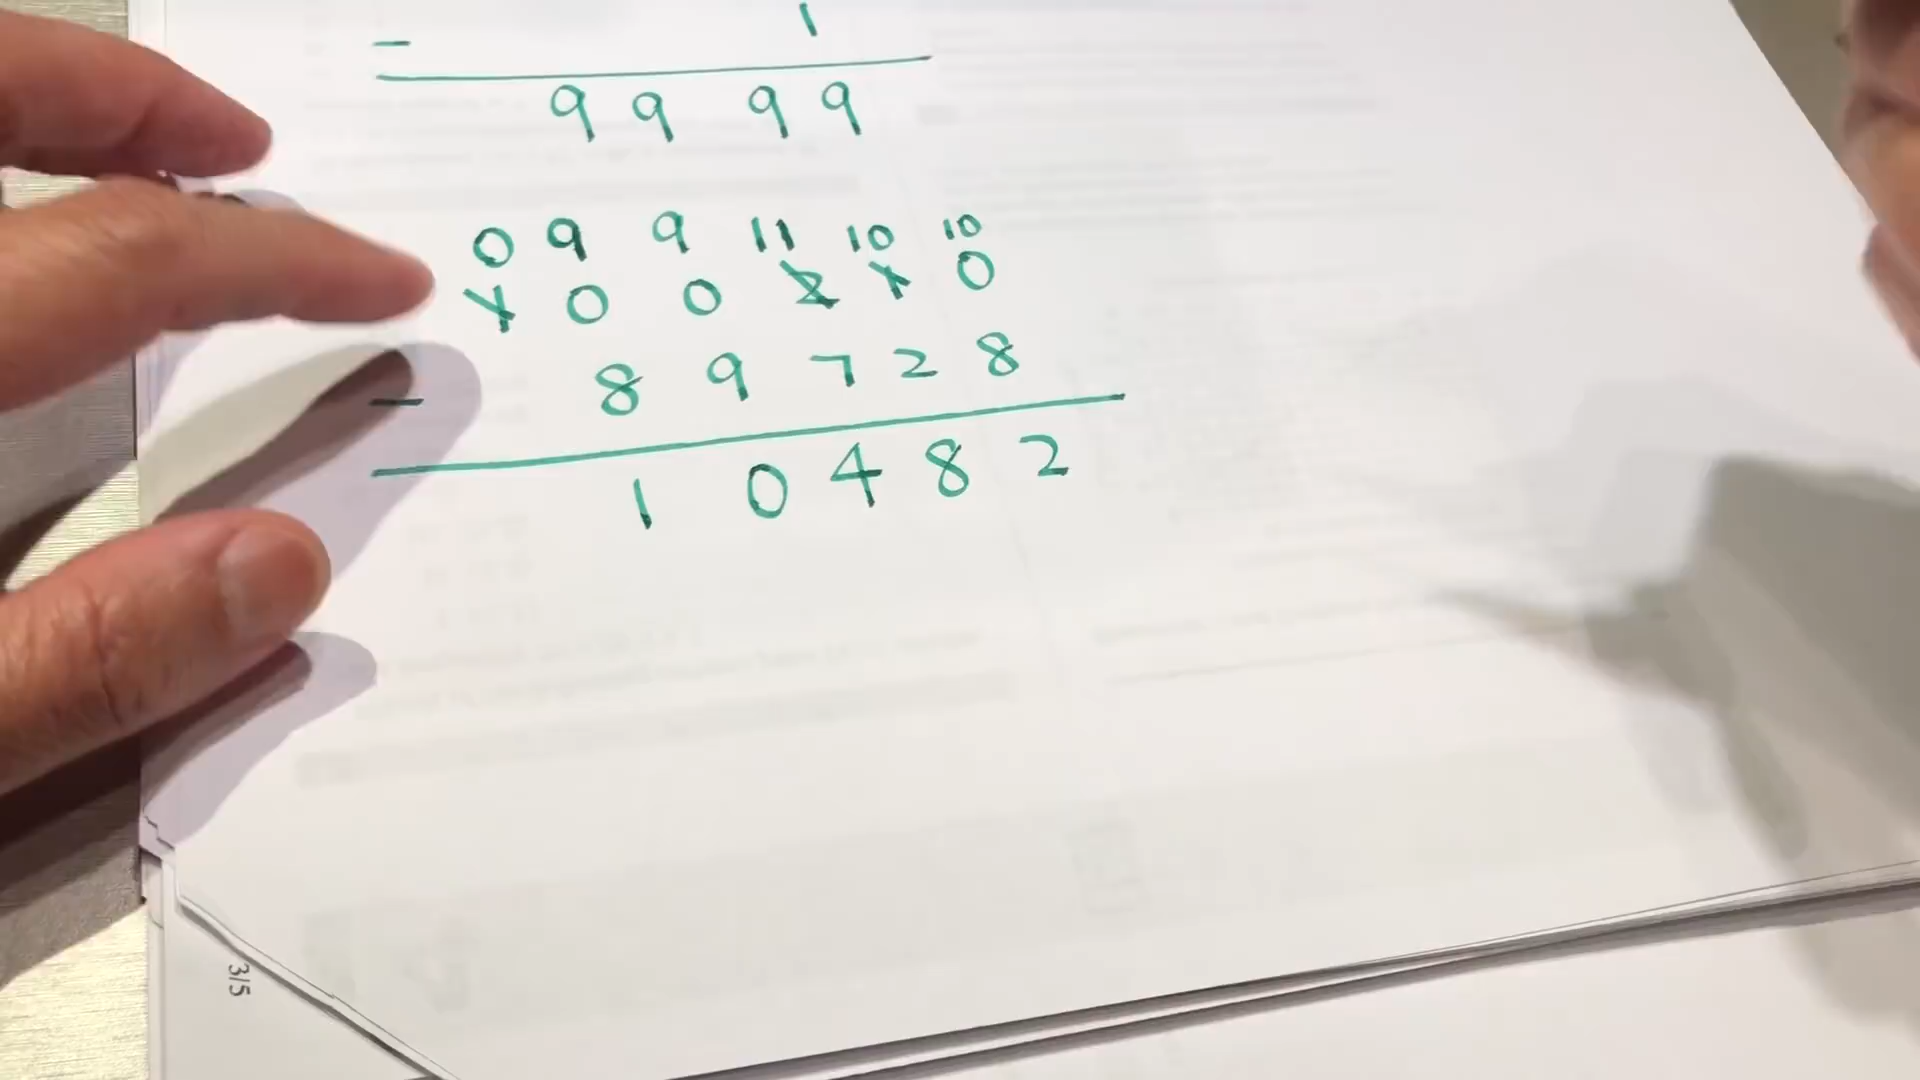 1
−
9 9 9 9
0 9 9 11 10 10
1 0 0 2 1 0
− 8 9 7 2 8
1 0 4 8 2
3/5